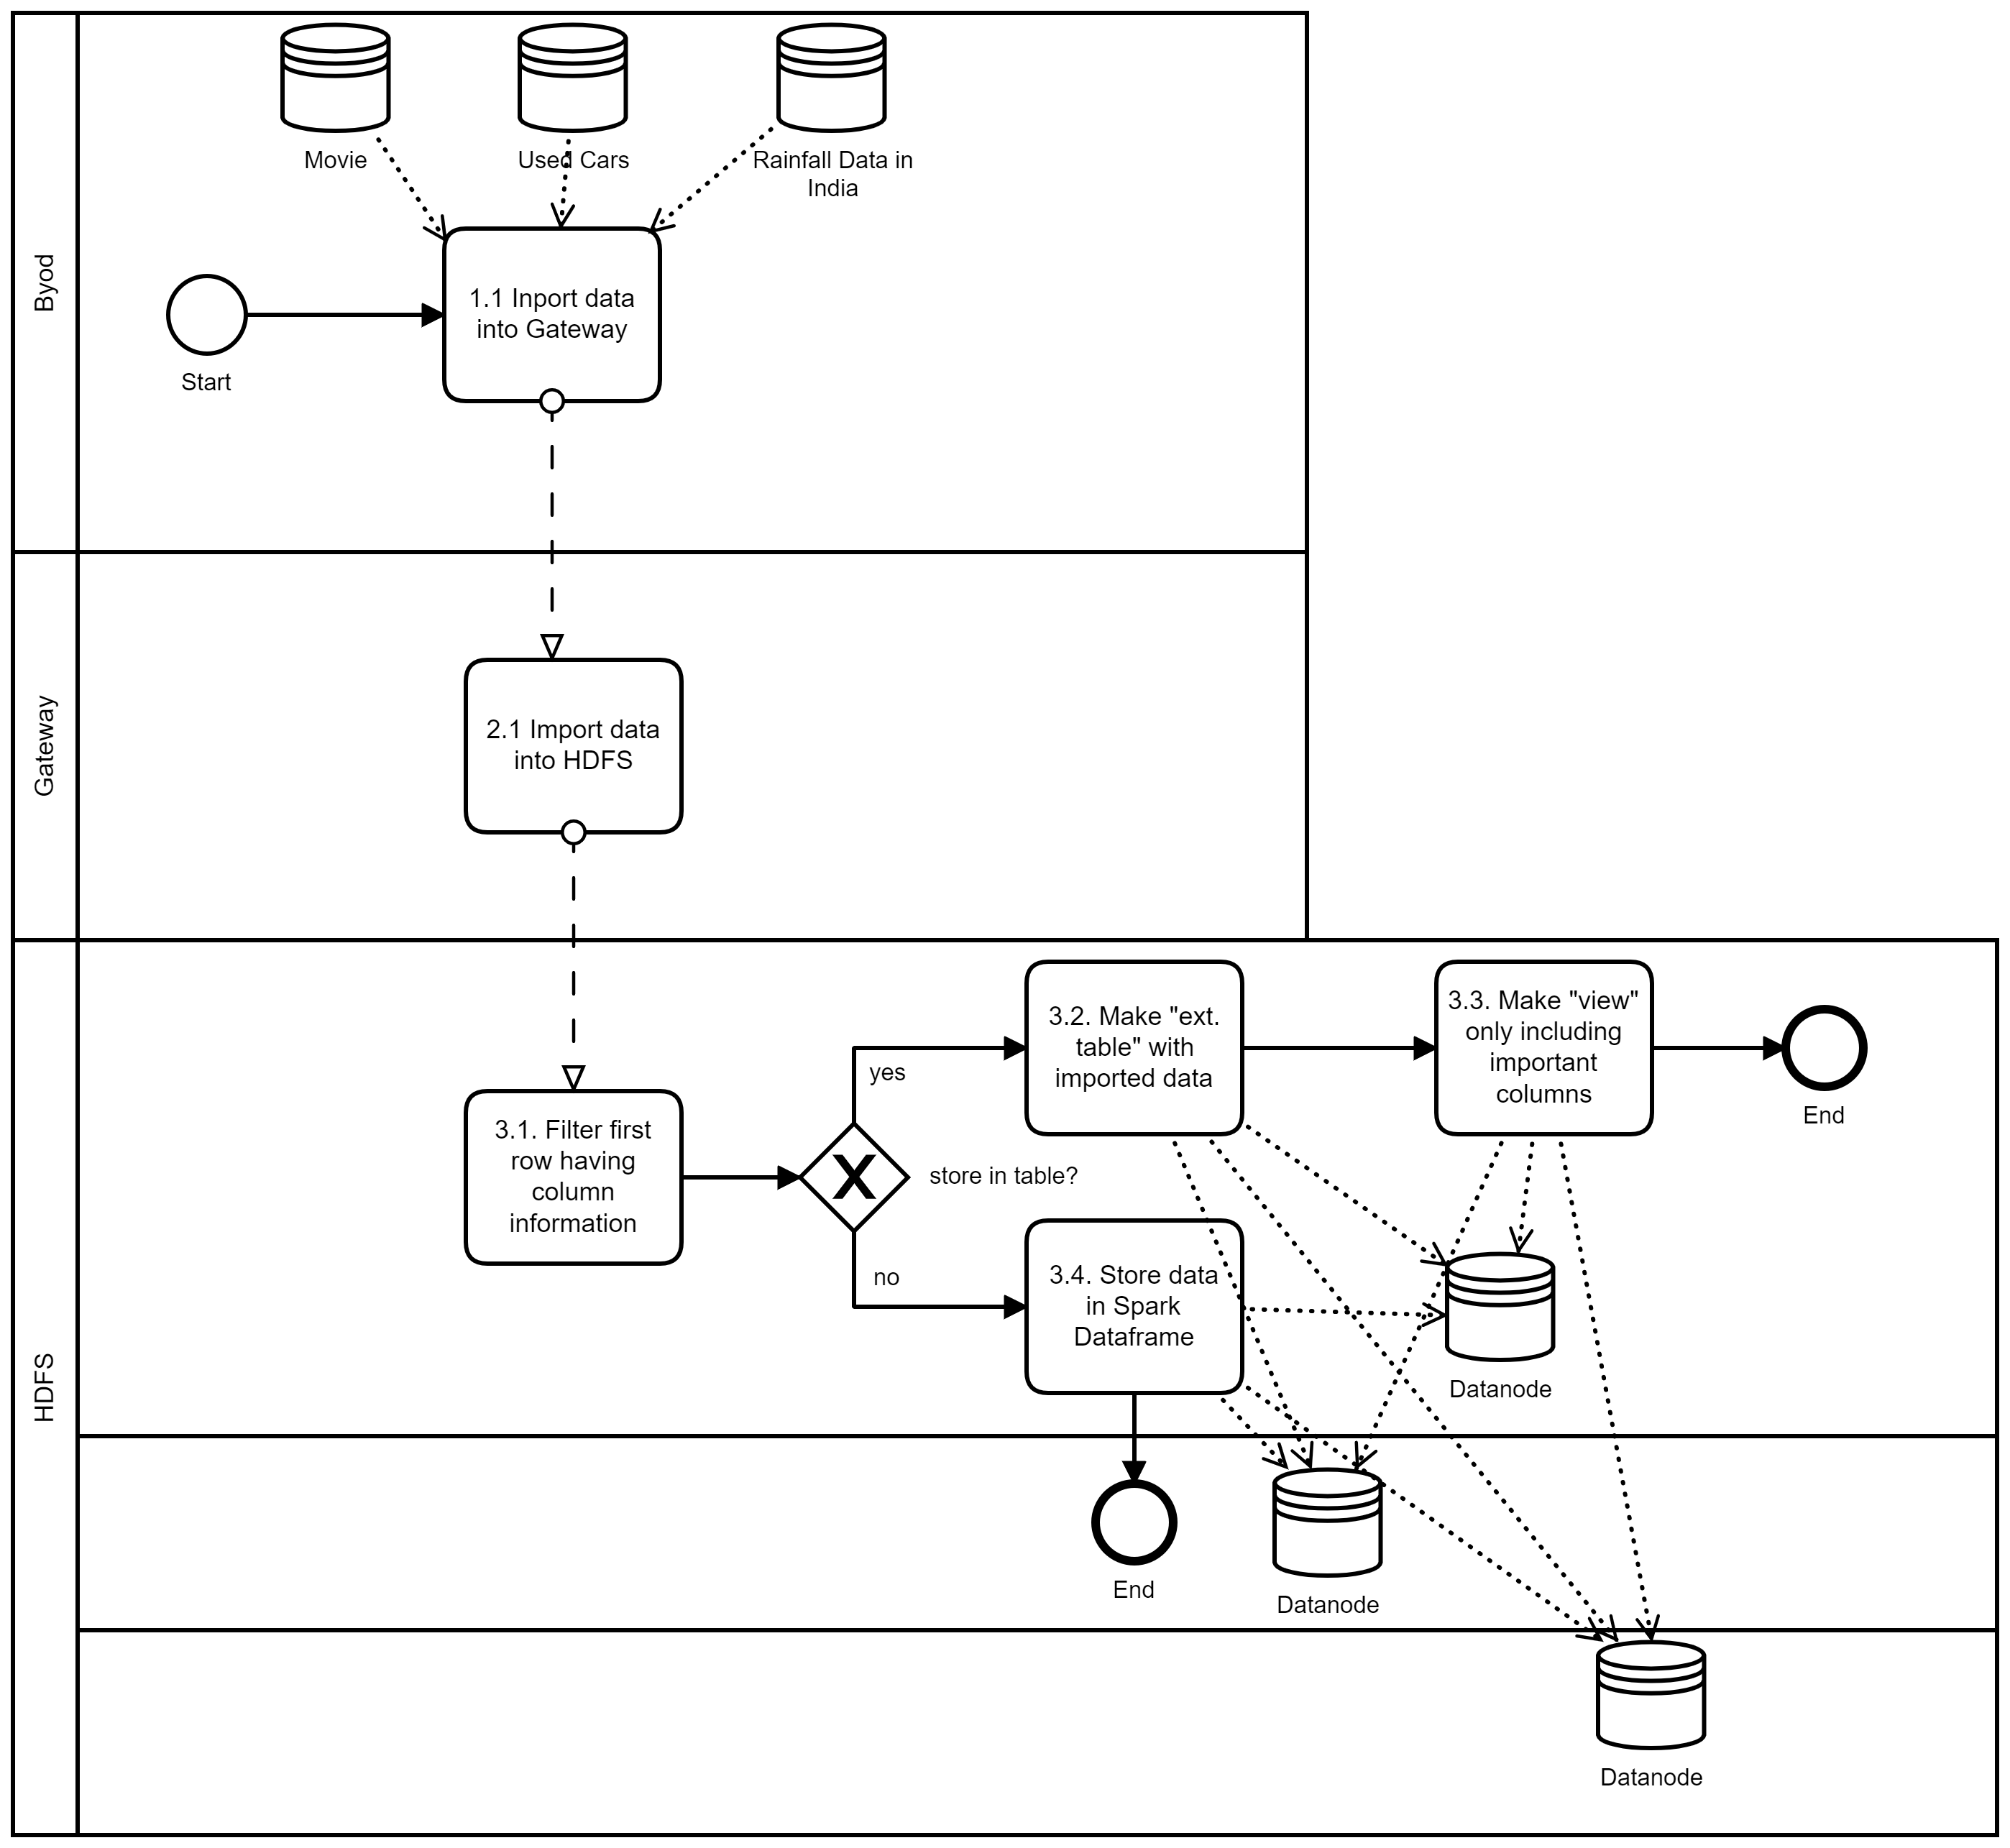 Byod
Movie
Used Cars
Rainfall Data in
India
Start
1.1 Inport data
into Gateway
Gateway
2.1 Import data
into HDFS
HDFS
3.1. Filter first
row having
column
information
yes
store in table?
no
3.2. Make "ext.
table" with
imported data
3.3. Make "view"
only including
important
columns
End
3.4. Store data
in Spark
Dataframe
Datanode
End
Datanode
Datanode